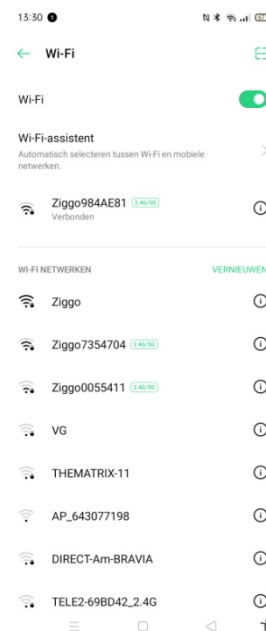 13:30
Wi-Fi
Wi-Fi
Wi-Fi-assistent
Automatisch selecteren tussen Wi-Fi en mobiele
netwerken.
Ziggo984AE81 2.4G/5G
Verbonden
WI-FI NETWERKEN VERNIEUWEN
Ziggo
Ziggo7354704 2.4G/5G
Ziggo0055411 2.4G/5G
VG
THEMATRIX-11
AP_643077198
DIRECT-Am-BRAVIA
TELE2-69BD42_2.4G